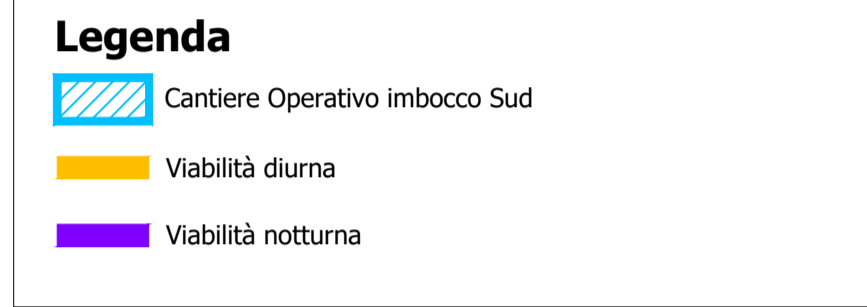 Legenda
Cantiere Operativo imbocco Sud
Viabilità diurna
Viabilità notturna